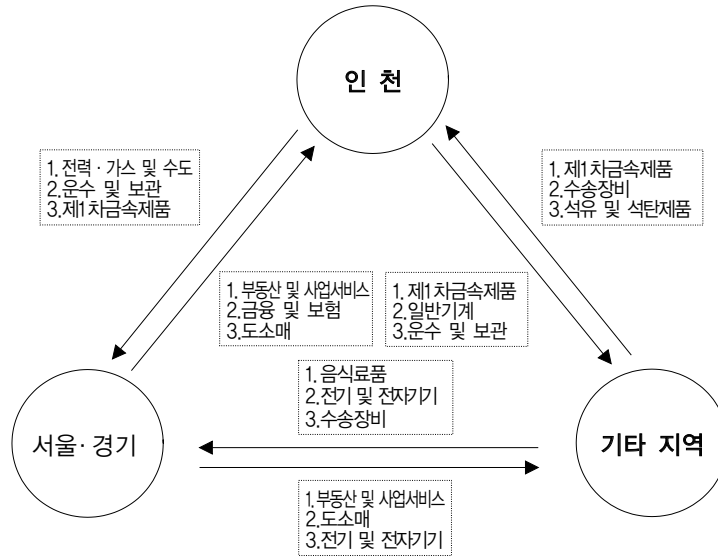 인 천
1. 전력·가스 및 수도
2. 운수 및 보관
3. 제1차금속제품
1. 제1차금속제품
2. 수송장비
3. 석유 및 석탄제품
1. 부동산 및 사업서비스
2. 금융 및 보험
3. 도소매
1. 제1차금속제품
2. 일반기계
3. 운수 및 보관
1. 음식료품
2. 전기 및 전자기기
3. 수송장비
서울·경기
기타 지역
1. 부동산 및 사업서비스
2. 도소매
3. 전기 및 전자기기